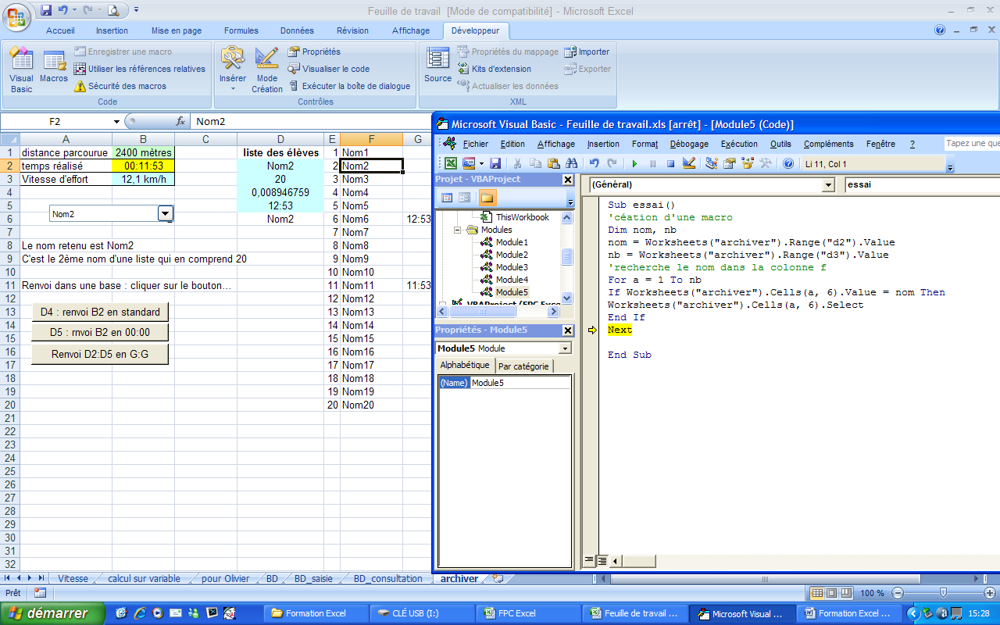 Feuille de travail [Mode de compatibilité] - Microsoft Excel
Accueil Insertion Mise en page Formules Données Révision Affichage Développeur
Visual Basic
Macros
Enregistrer une macro
Utiliser les références relatives
Sécurité des macros
Code
Insérer
Mode Création
Propriétés
Visualiser le code
Exécuter la boîte de dialogue
Contrôles
Source
Propriétés du mappage
Kits d'extension
Actualiser les données
Importer
Exporter
XML
F2 fx Nom2
A B C D E F G
1 distance parcourue 2400 mètres liste des élèves 1 Nom1
2 temps réalisé 00:11:53 Nom2 2 Nom2
3 Vitesse d'effort 12,1 km/h 20 3 Nom3
4 0,008946759 4 Nom4
5 12:53 5 Nom5
6 Nom2 Nom2 6 Nom6 12:53
7 7 Nom7
8 Le nom retenu est Nom2 8 Nom8
9 C'est le 2ème nom d'une liste qui en comprend 20 9 Nom9
10 10 Nom10
11 Renvoi dans une base : cliquer sur le bouton... 11 Nom11 11:53
12 12 Nom12
13 D4 : renvoi B2 en standard 13 Nom13
14 14 Nom14
15 D5 : rnvoi B2 en 00:00 15 Nom15
16 16 Nom16
17 Renvoi D2:D5 en G:G 17 Nom17
18 18 Nom18
19 19 Nom19
20 20 Nom20
21
22
23
24
25
26
27
28
29
30
31
32
Vitesse calcul sur variable pour Olivier BD BD_saisie BD_consultation archiver
Prêt 100 %
Microsoft Visual Basic - Feuille de travail.xls [arrêt] - [Module5 (Code)]
Fichier Edition Affichage Insertion Format Débogage Exécution Outils Compléments Fenêtre ? Tapez une que
Li 11, Col 1
Projet - VBAProject
ThisWorkbook
Modules
Module1
Module2
Module3
Module4
Module5
VBAProject (FPC Exce
Propriétés - Module5
Module5 Module
Alphabétique Par catégorie
(Name) Module5
(Général) essai
Sub essai()
'céation d'une macro
Dim nom, nb
nom = Worksheets("archiver").Range("d2").Value
nb = Worksheets("archiver").Range("d3").Value
'recherche le nom dans la colonne f
For a = 1 To nb
If Worksheets("archiver").Cells(a, 6).Value = nom Then
Worksheets("archiver").Cells(a, 6).Select
End If
Next
End Sub
démarrer Formation Excel CLÉ USB (I:) FPC Excel Feuille de travail ... Microsoft Visual ... Formation Excel ... 15:28